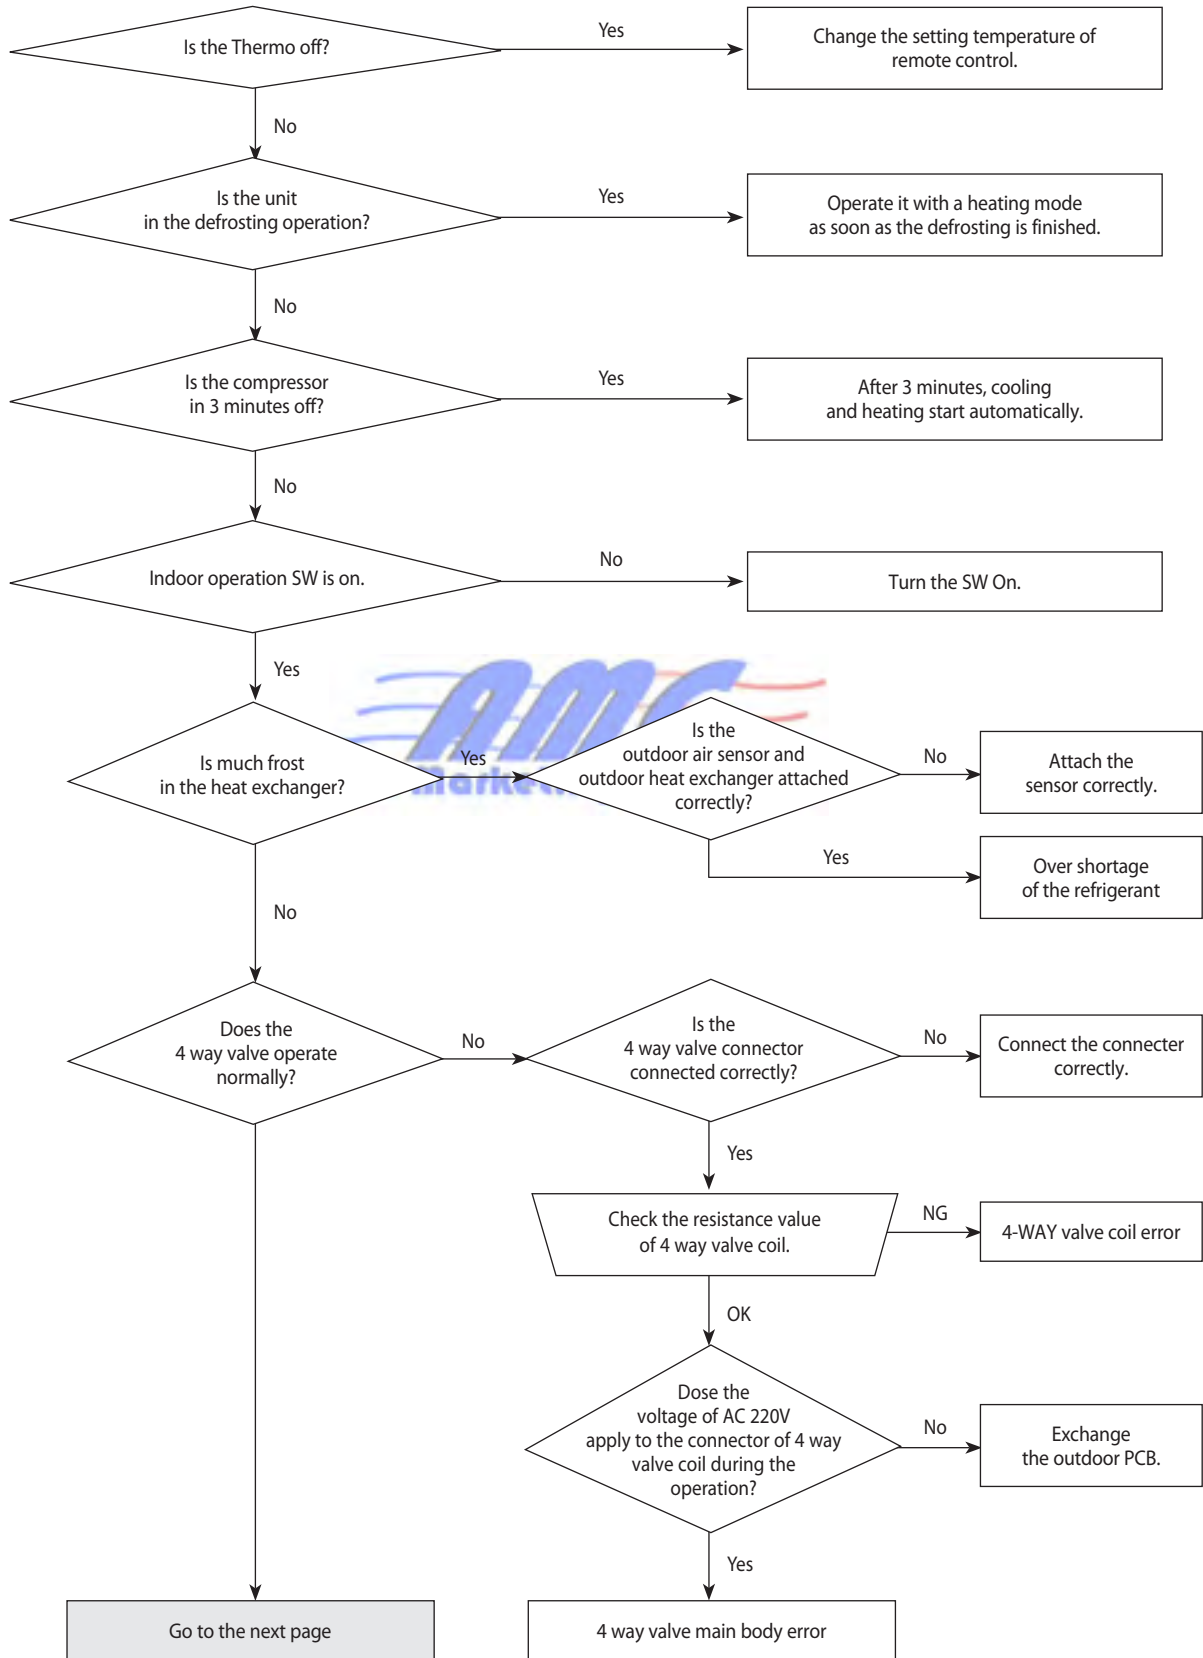 Is the Thermo off?
Yes
Change the setting temperature of
remote control.
No
Is the unit
in the defrosting operation?
Yes
Operate it with a heating mode
as soon as the defrosting is finished.
No
Is the compressor
in 3 minutes off?
Yes
After 3 minutes, cooling
and heating start automatically.
No
Indoor operation SW is on.
No
Turn the SW On.
Yes
AMC
Is much frost
in the heat exchanger?
Yes
Is the
outdoor air sensor and
outdoor heat exchanger attached
correctly?
No
Attach the
sensor correctly.
Yes
Over shortage
of the refrigerant
No
Does the
4 way valve operate
normally?
No
Is the
4 way valve connector
connected correctly?
No
Connect the connecter
correctly.
Yes
Check the resistance value
of 4 way valve coil.
NG
4-WAY valve coil error
OK
Dose the
voltage of AC 220V
apply to the connector of 4 way
valve coil during the
operation?
No
Exchange
the outdoor PCB.
Yes
Go to the next page
4 way valve main body error